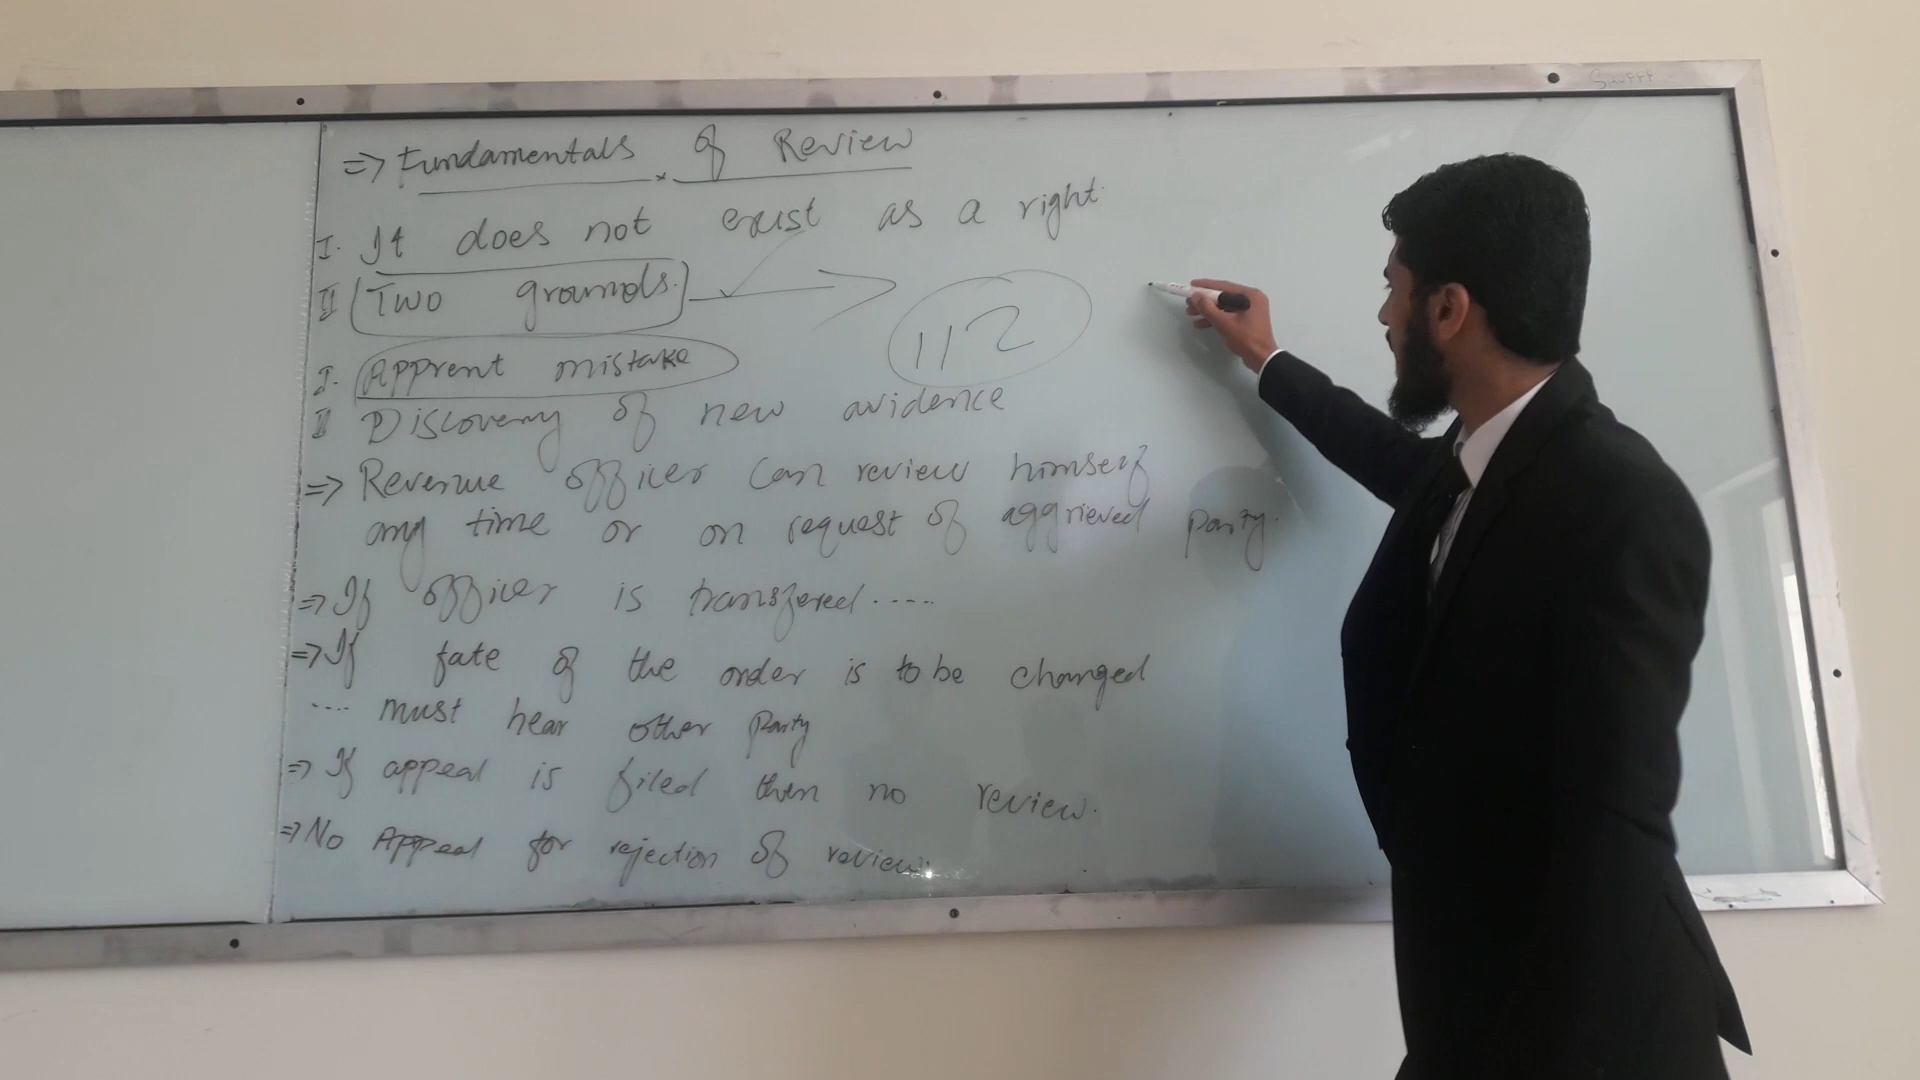 => Fundamentals of Review
I. It does not exist as a right.
II Two grounds.
112
I. Apprent mistake
II Discovery of new avidence
=> Revenue officer can review himself
any time or on request of aggrieved party.
=> If officer is transfered.....
=> If fate of the order is to be changed
.... must hear other party
=> If appeal is filed then no review.
=> No Appeal for rejection of review.